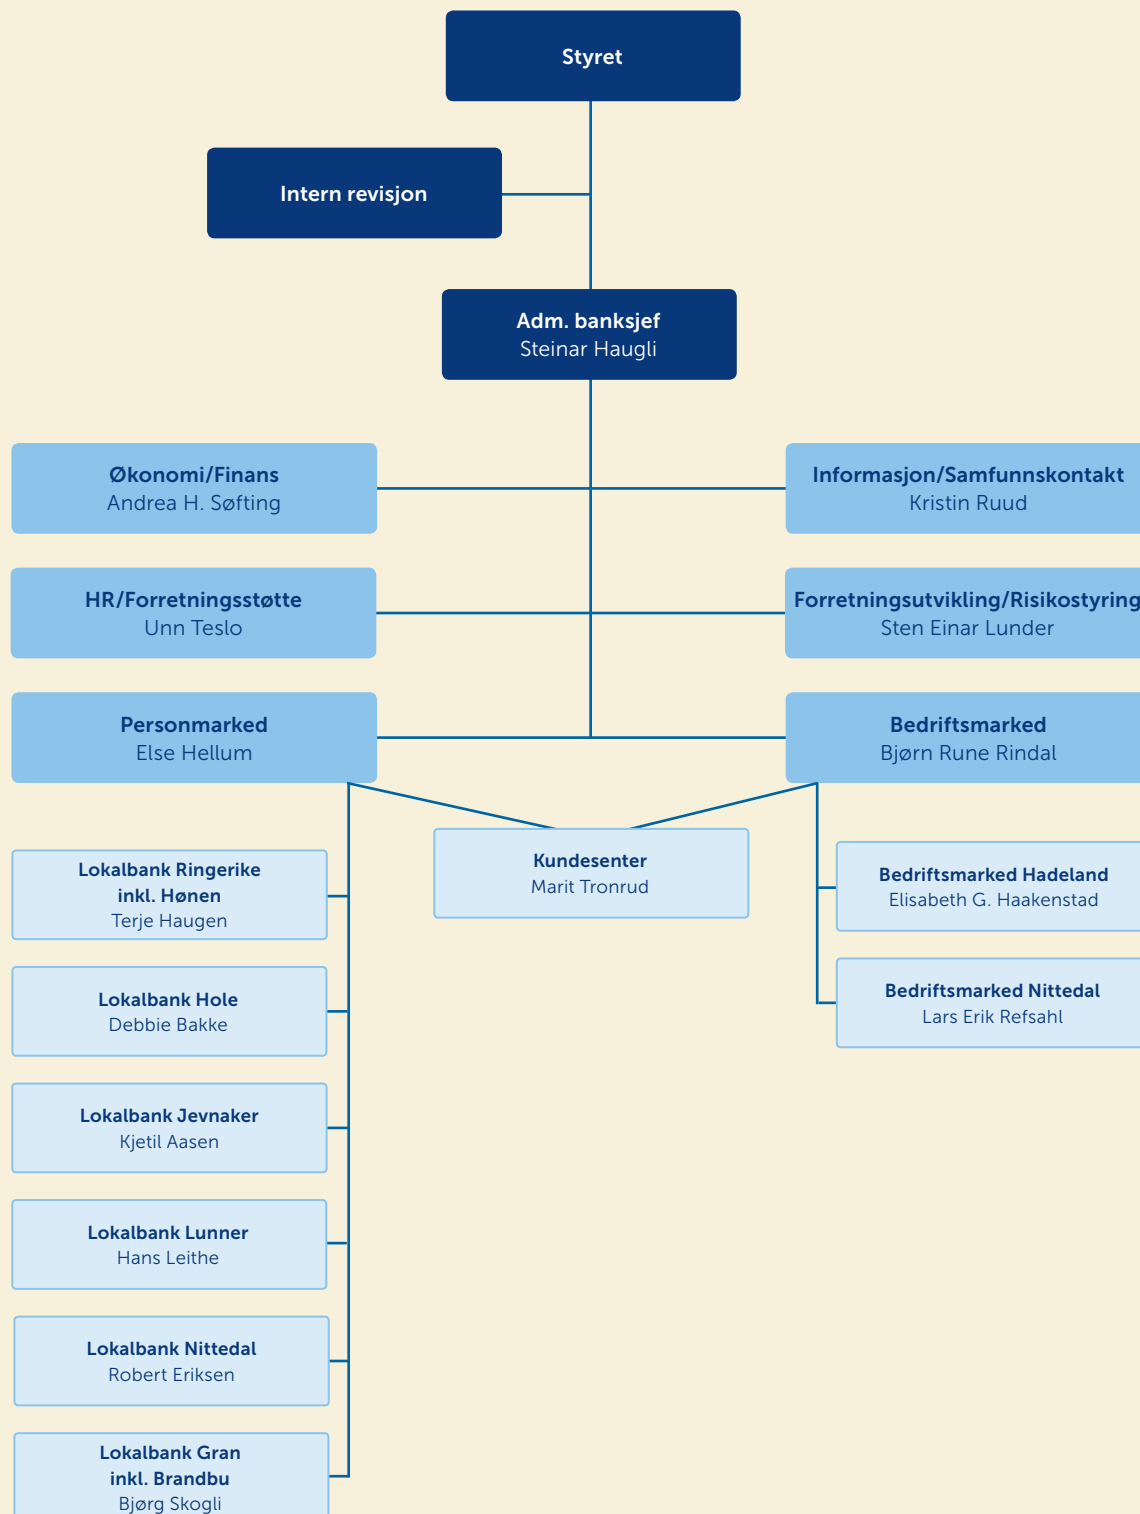 Styret
Intern revisjon
Adm. banksjef
Steinar Haugli
Økonomi/Finans
Andrea H. Søfting
Informasjon/Samfunnskontakt
Kristin Ruud
HR/Forretningsstøtte
Unn Teslo
Forretningsutvikling/Risikostyring
Sten Einar Lunder
Personmarked
Else Hellum
Bedriftsmarked
Bjørn Rune Rindal
Kundesenter
Marit Tronrud
Lokalbank Ringerike
inkl. Hønen
Terje Haugen
Bedriftsmarked Hadeland
Elisabeth G. Haakenstad
Lokalbank Hole
Debbie Bakke
Bedriftsmarked Nittedal
Lars Erik Refsahl
Lokalbank Jevnaker
Kjetil Aasen
Lokalbank Lunner
Hans Leithe
Lokalbank Nittedal
Robert Eriksen
Lokalbank Gran
inkl. Brandbu
Bjørg Skogli